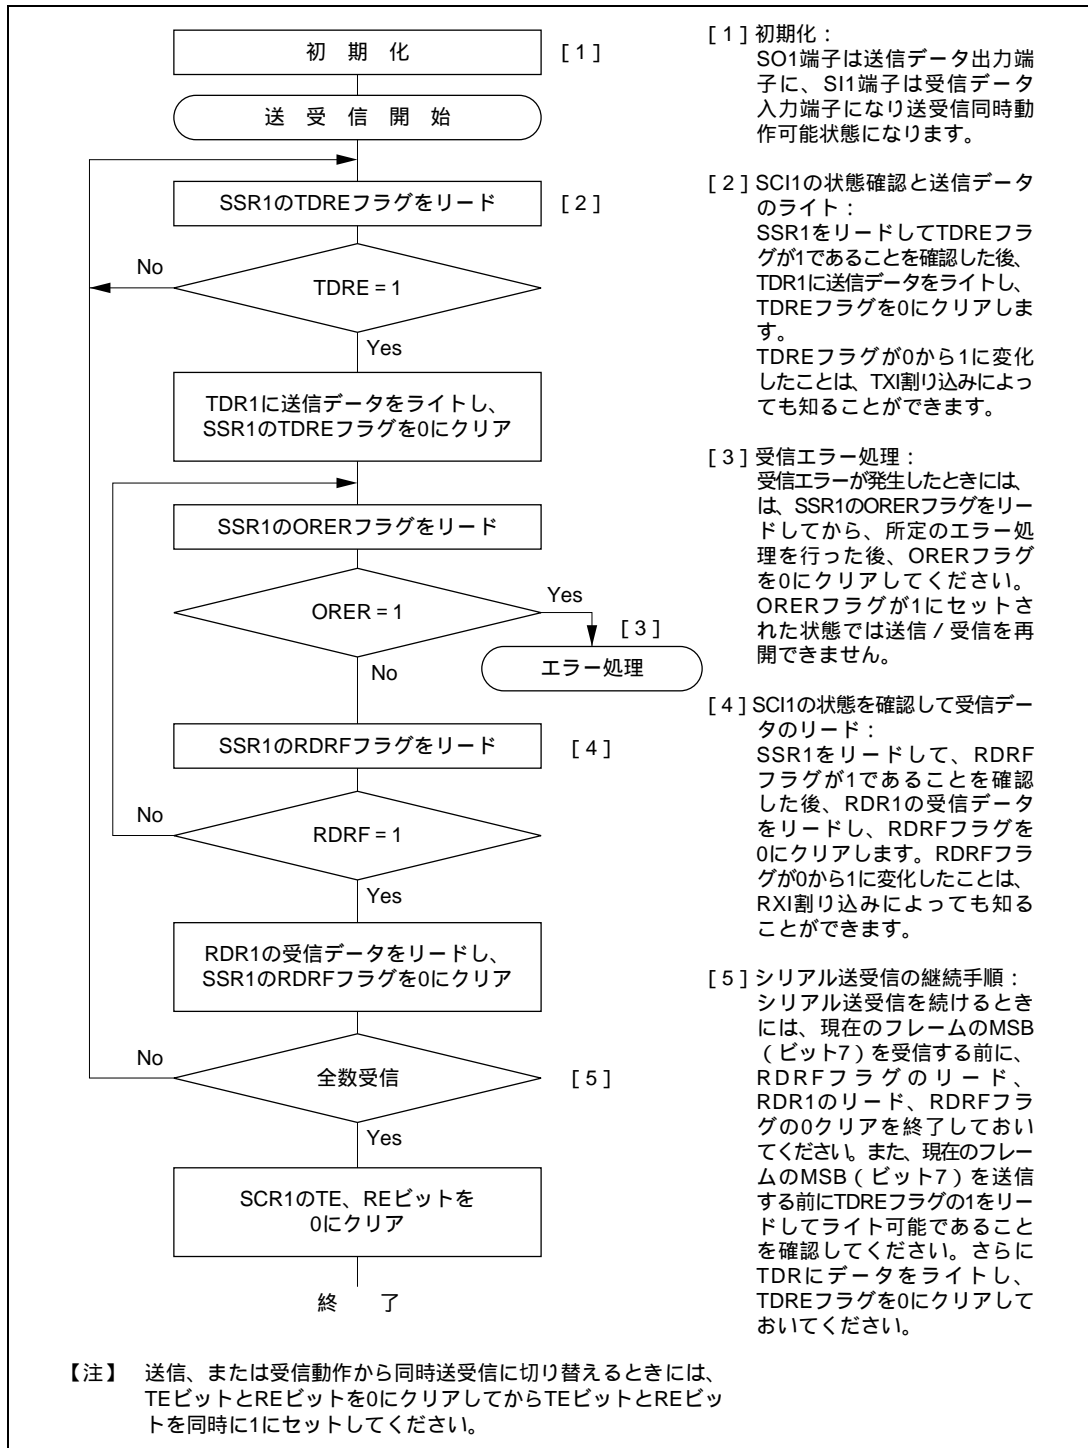 初 期 化 [1]
送 受 信 開 始
SSR1のTDREフラグをリード [2]
No
TDRE = 1
Yes
TDR1に送信データをライトし、
SSR1のTDREフラグを0にクリア
SSR1のORERフラグをリード
Yes
ORER = 1
[3]
エラー処理
No
SSR1のRDRFフラグをリード [4]
No
RDRF = 1
Yes
RDR1の受信データをリードし、
SSR1のRDRFフラグを0にクリア
No
全数受信 [5]
Yes
SCR1のTE、REビットを
0にクリア
終 了
[1] 初期化：
SO1端子は送信データ出力端
子に、SI1端子は受信データ
入力端子になり送受信同時動
作可能状態になります。
[2] SCI1の状態確認と送信データ
のライト：
SSR1をリードしてTDREフラ
グが1であることを確認した後、
TDR1に送信データをライトし、
TDREフラグを0にクリアしま
す。
TDREフラグが0から1に変化
したことは、TXI割り込みによっ
ても知ることができます。
[3] 受信エラー処理：
受信エラーが発生したときには、
は、SSR1のORERフラグをリー
ドしてから、所定のエラー処
理を行った後、ORERフラグ
を0にクリアしてください。
ORERフラグが1にセットさ
れた状態では送信／受信を再
開できません。
[4] SCI1の状態を確認して受信デー
タのリード：
SSR1をリードして、RDRF
フラグが1であることを確認
した後、RDR1の受信データ
をリードし、RDRFフラグを
0にクリアします。RDRFフラ
グが0から1に変化したことは、
RXI割り込みによっても知る
ことができます。
[5] シリアル送受信の継続手順：
シリアル送受信を続けるとき
には、現在のフレームのMSB
（ビット7）を受信する前に、
RDRFフラグのリード、
RDR1のリード、RDRFフラ
グの0クリアを終了しておい
てください。また、現在のフレー
ムのMSB（ビット7）を送信
する前にTDREフラグの1をリー
ドしてライト可能であること
を確認してください。さらに
TDRにデータをライトし、
TDREフラグを0にクリアして
おいてください。
【注】 送信、または受信動作から同時送受信に切り替えるときには、
TEビットとREビットを0にクリアしてからTEビットとREビッ
トを同時に1にセットしてください。